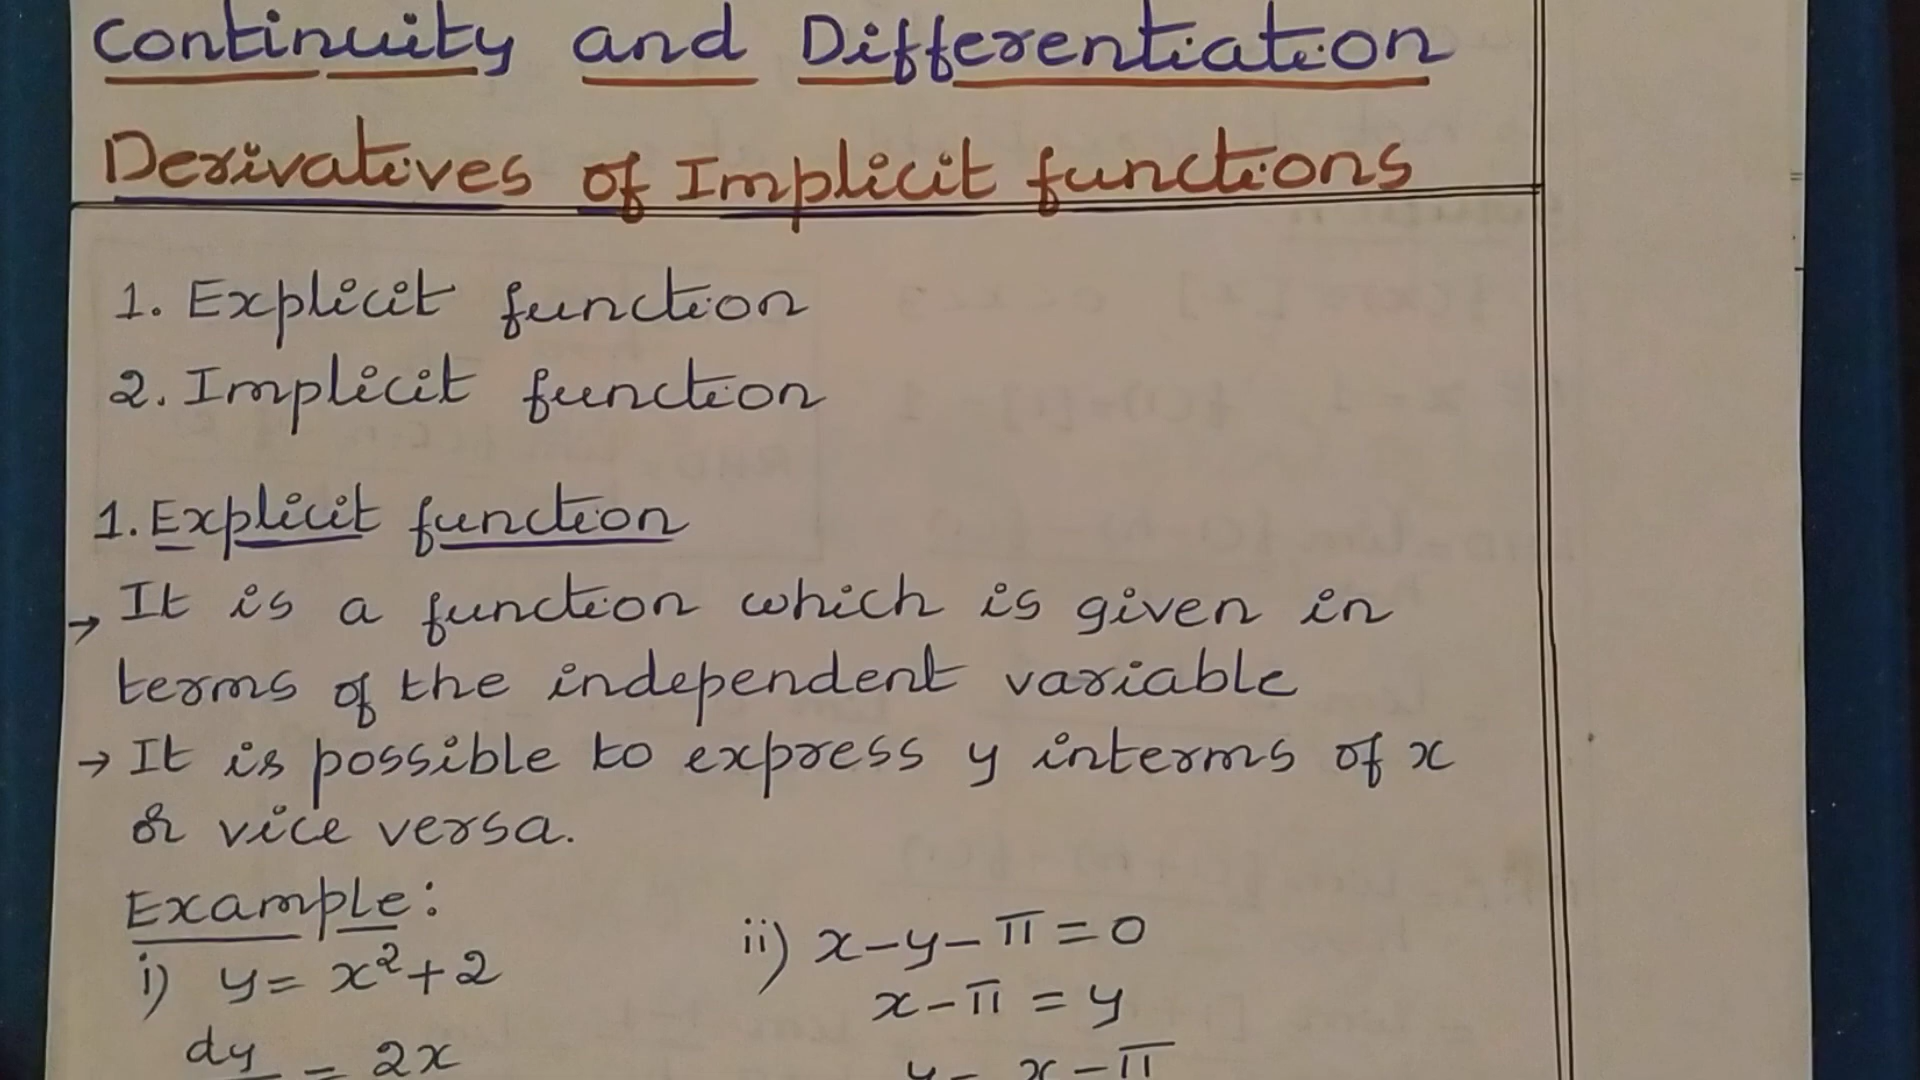 Continuity and Differentiation
Derivatives of Implicit functions
1. Explicit function
2. Implicit function
1. Explicit function
→ It is a function which is given in
terms of the independent variable
→ It is possible to express y interms of x
or vice versa.
Example:
i) y = x²+2
dy = 2x
ii) x-y-π=0
x-π = y
y = x-π